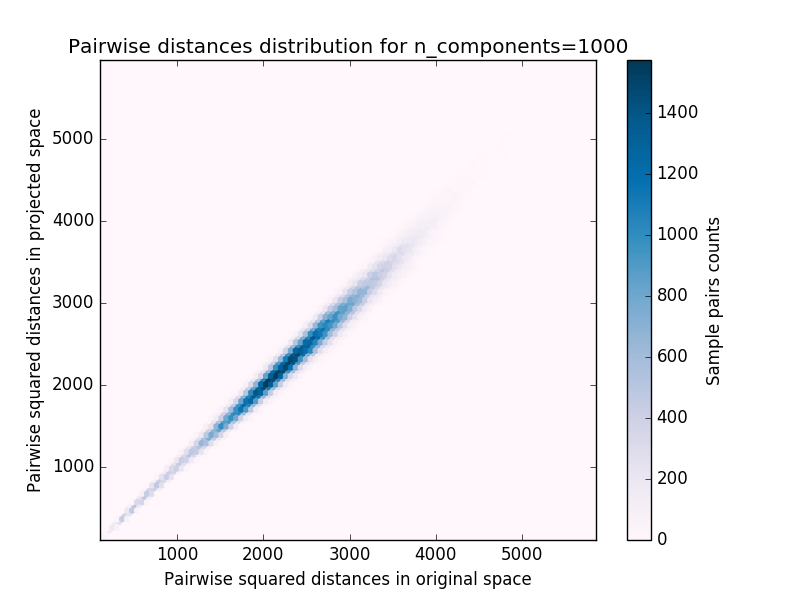 Pairwise distances distribution for n_components=1000
Pairwise squared distances in projected space
5000
4000
3000
2000
1000
1000 2000 3000 4000 5000
Pairwise squared distances in original space
1400
1200
1000
800
600
400
200
0
Sample pairs counts